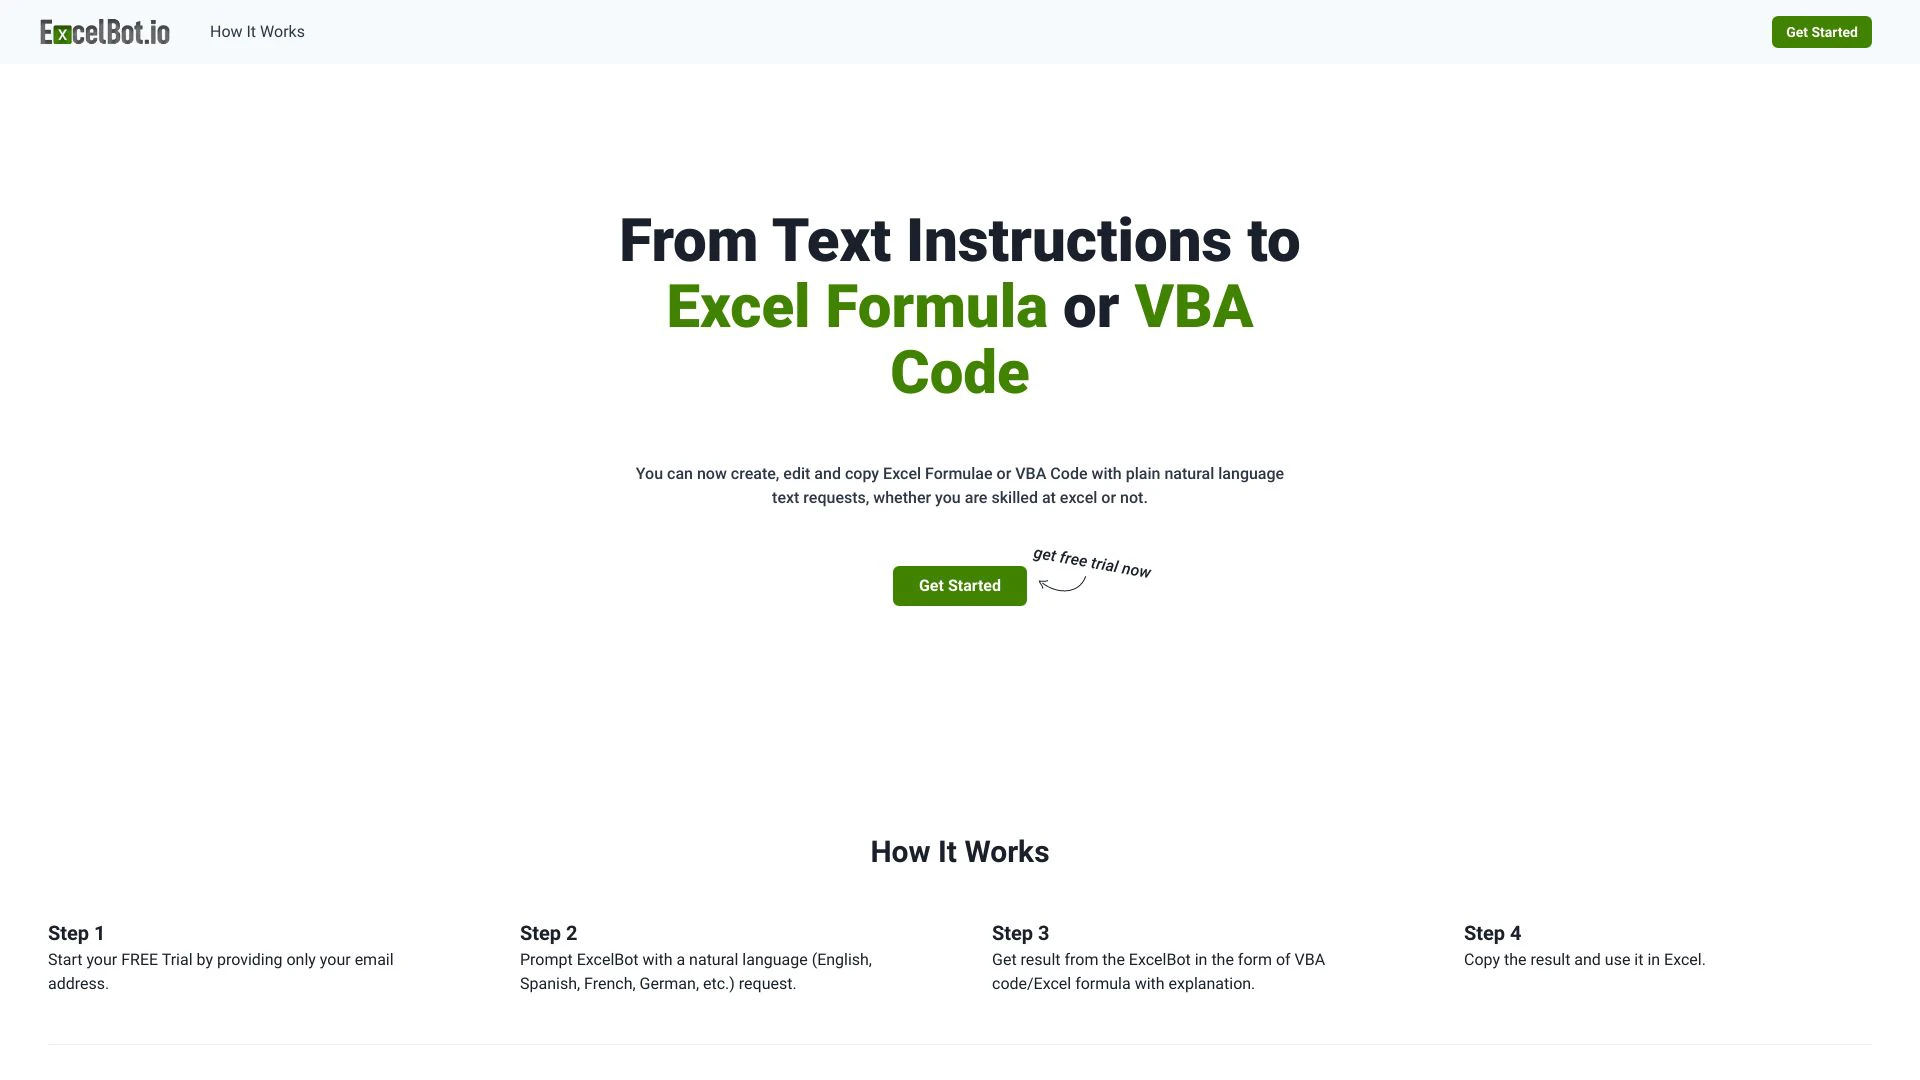 ExcelBot.io
How It Works
Get Started
From Text Instructions to
Excel Formula or VBA
Code
You can now create, edit and copy Excel Formulae or VBA Code with plain natural language
text requests, whether you are skilled at excel or not.
get free trial now
Get Started
How It Works
Step 1
Start your FREE Trial by providing only your email
address.
Step 2
Prompt ExcelBot with a natural language (English,
Spanish, French, German, etc.) request.
Step 3
Get result from the ExcelBot in the form of VBA
code/Excel formula with explanation.
Step 4
Copy the result and use it in Excel.